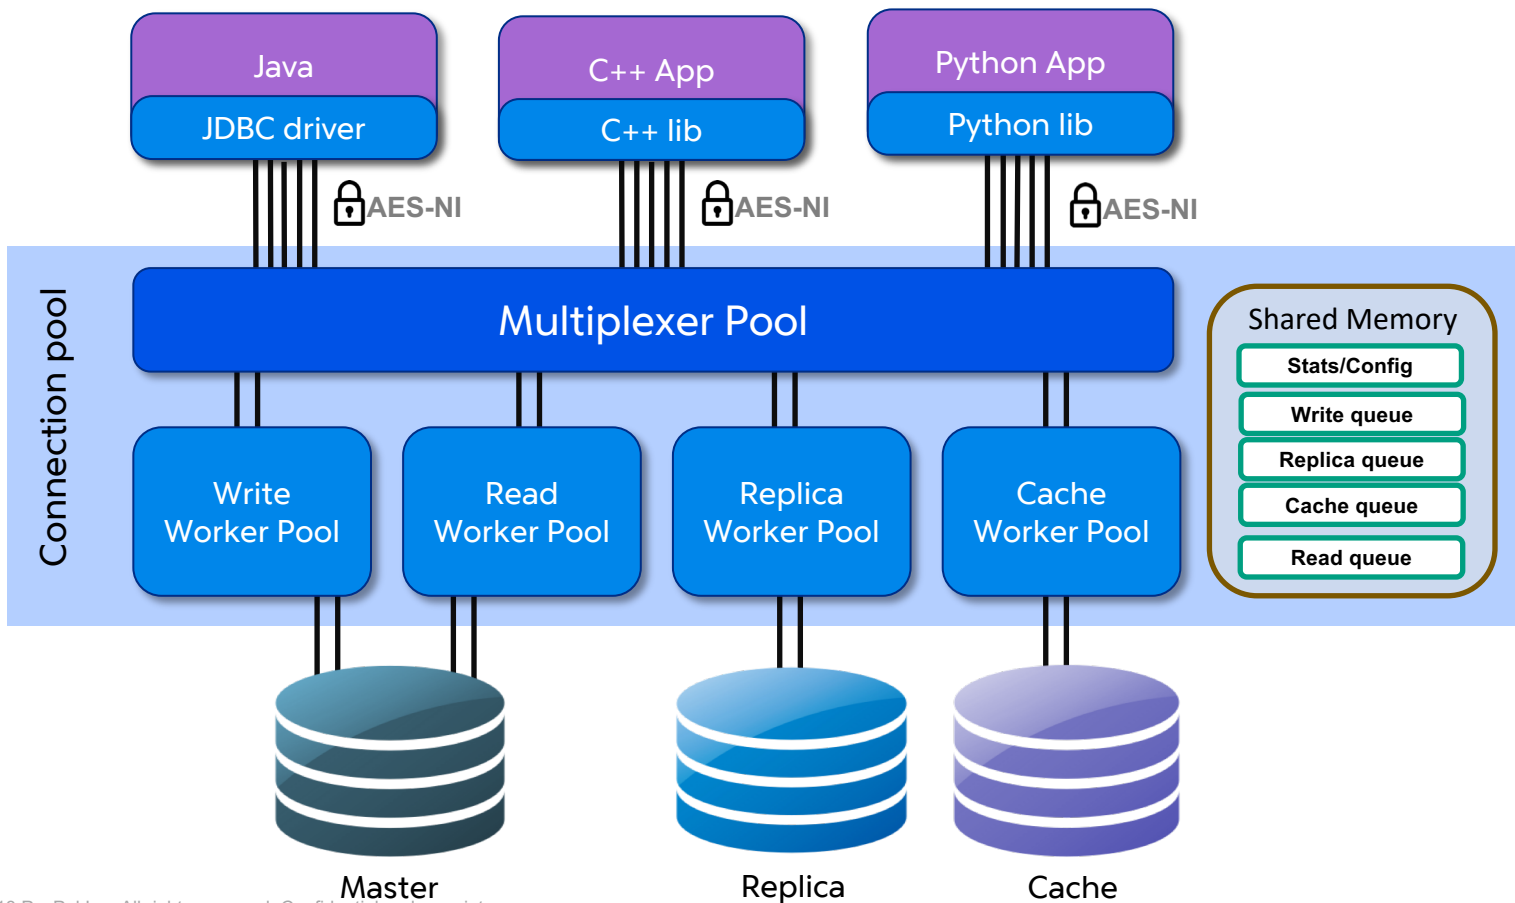 Java
JDBC driver
C++ App
C++ lib
Python App
Python lib
AES-NI
AES-NI
AES-NI
Connection pool
Multiplexer Pool
Write
Worker Pool
Read
Worker Pool
Replica
Worker Pool
Cache
Worker Pool
Shared Memory
Stats/Config
Write queue
Replica queue
Cache queue
Read queue
Master
Replica
Cache